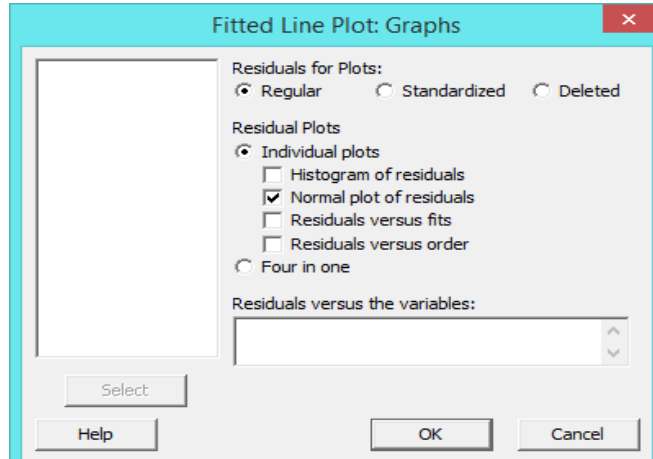 Fitted Line Plot: Graphs
Residuals for Plots:
Regular Standardized Deleted
Residual Plots
Individual plots
Histogram of residuals
Normal plot of residuals
Residuals versus fits
Residuals versus order
Four in one
Residuals versus the variables:
Select
Help OK Cancel